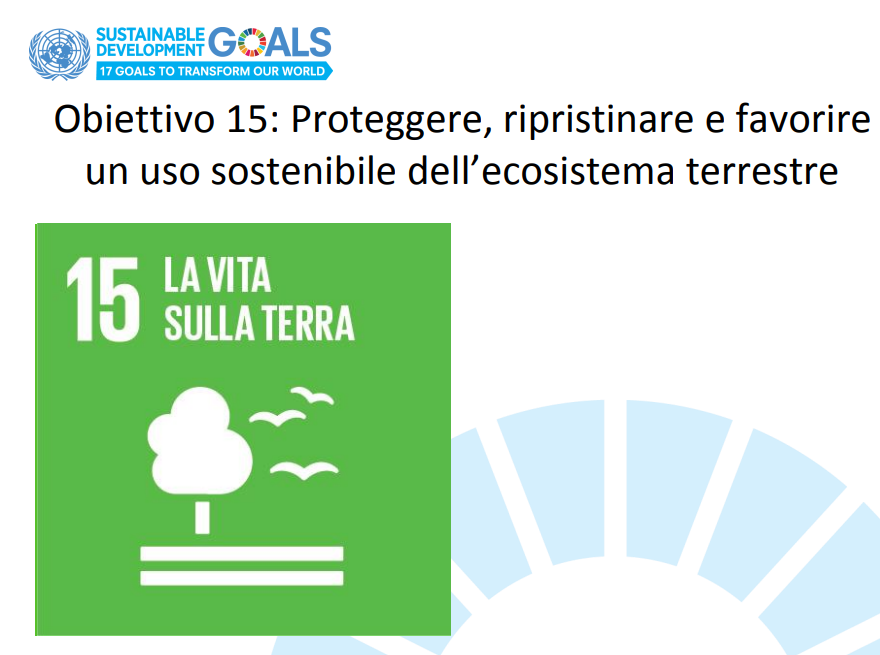 SUSTAINABLE
DEVELOPMENT GOALS
17 GOALS TO TRANSFORM OUR WORLD
Obiettivo 15: Proteggere, ripristinare e favorire
un uso sostenibile dell’ecosistema terrestre
15 LA VITA
SULLA TERRA